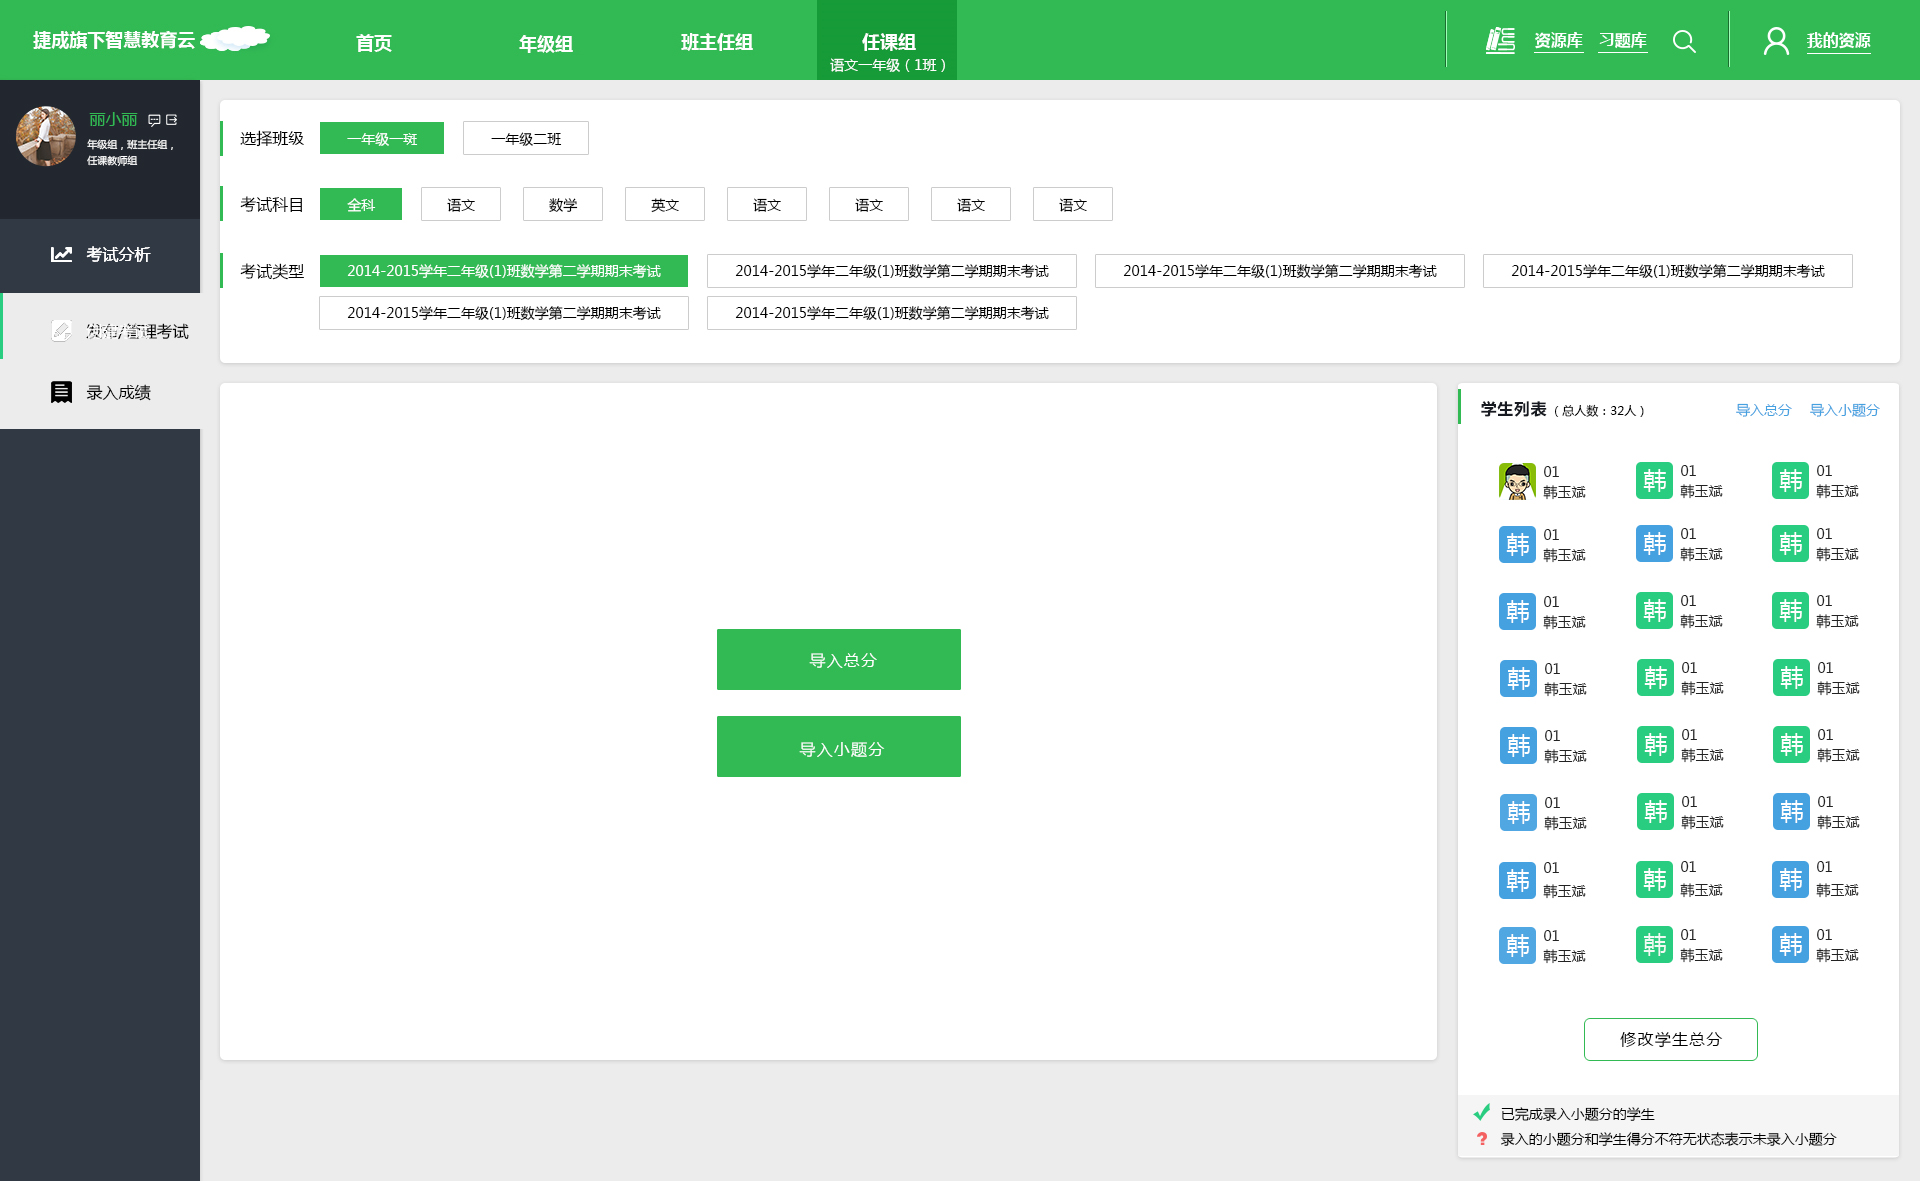 捷成旗下智慧教育云
首页
年级组
班主任组
任课组
语文一年级（1班）
资源库
习题库
我的资源
丽小丽
年级组，班主任组，
任课教师组
考试分析
管理考试
录入成绩
选择班级
一年级一班
一年级二班
考试科目
全科
语文
数学
英文
语文
语文
语文
语文
考试类型
2014-2015学年二年级(1)班数学第二学期期末考试
2014-2015学年二年级(1)班数学第二学期期末考试
2014-2015学年二年级(1)班数学第二学期期末考试
2014-2015学年二年级(1)班数学第二学期期末考试
2014-2015学年二年级(1)班数学第二学期期末考试
2014-2015学年二年级(1)班数学第二学期期末考试
导入总分
导入小题分
学生列表（总人数：32人）
导入总分
导入小题分
01
韩玉斌
韩
01
韩玉斌
韩
01
韩玉斌
韩
01
韩玉斌
韩
01
韩玉斌
韩
01
韩玉斌
韩
01
韩玉斌
韩
01
韩玉斌
韩
01
韩玉斌
韩
01
韩玉斌
韩
01
韩玉斌
韩
01
韩玉斌
韩
01
韩玉斌
韩
01
韩玉斌
韩
01
韩玉斌
韩
01
韩玉斌
韩
01
韩玉斌
韩
01
韩玉斌
韩
01
韩玉斌
韩
01
韩玉斌
韩
01
韩玉斌
韩
01
韩玉斌
韩
01
韩玉斌
韩
01
韩玉斌
修改学生总分
已完成录入小题分的学生
录入的小题分和学生得分不符无状态表示未录入小题分